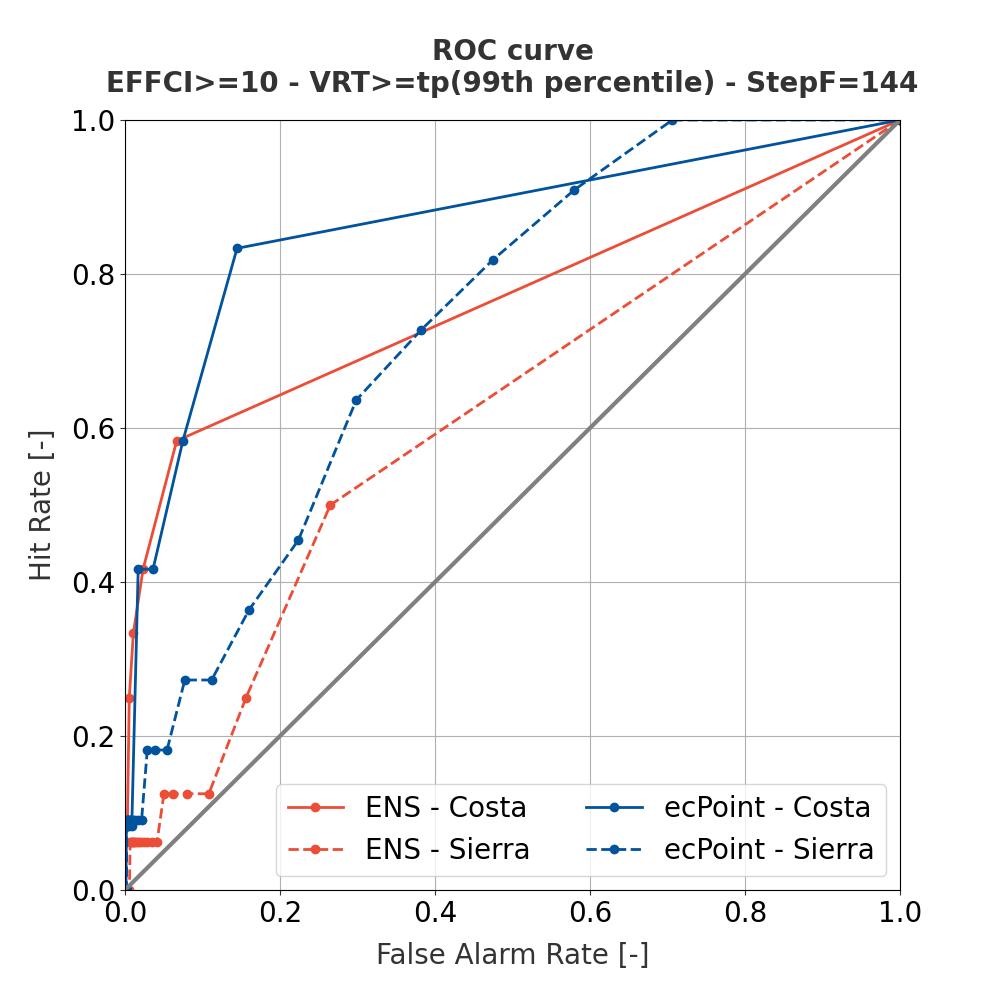 ROC curve
EFFCI>=10 - VRT>=tp(99th percentile) - StepF=144
1.0
0.8
0.6
0.4
0.2
0.0
Hit Rate [-]
ENS - Costa
ENS - Sierra
ecPoint - Costa
ecPoint - Sierra
0.0 0.2 0.4 0.6 0.8 1.0
False Alarm Rate [-]